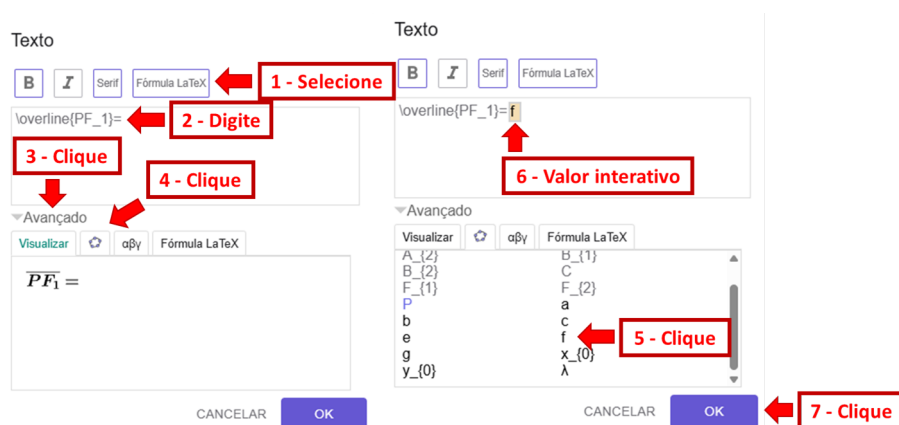 Texto
B I Serif Fórmula LaTeX
1 - Selecione
\overline{PF_1}=
2 - Digite
3 - Clique
4 - Clique
Avançado
Visualizar αβγ Fórmula LaTeX
PF1 =
CANCELAR OK
Texto
B I Serif Fórmula LaTeX
\overline{PF_1}=f
6 - Valor interativo
Avançado
Visualizar αβγ Fórmula LaTeX
A_{2} B_{1}
B_{2} C
F_{1} F_{2}
P a
b c
e f
5 - Clique
g x_{0}
y_{0} λ
CANCELAR OK
7 - Clique